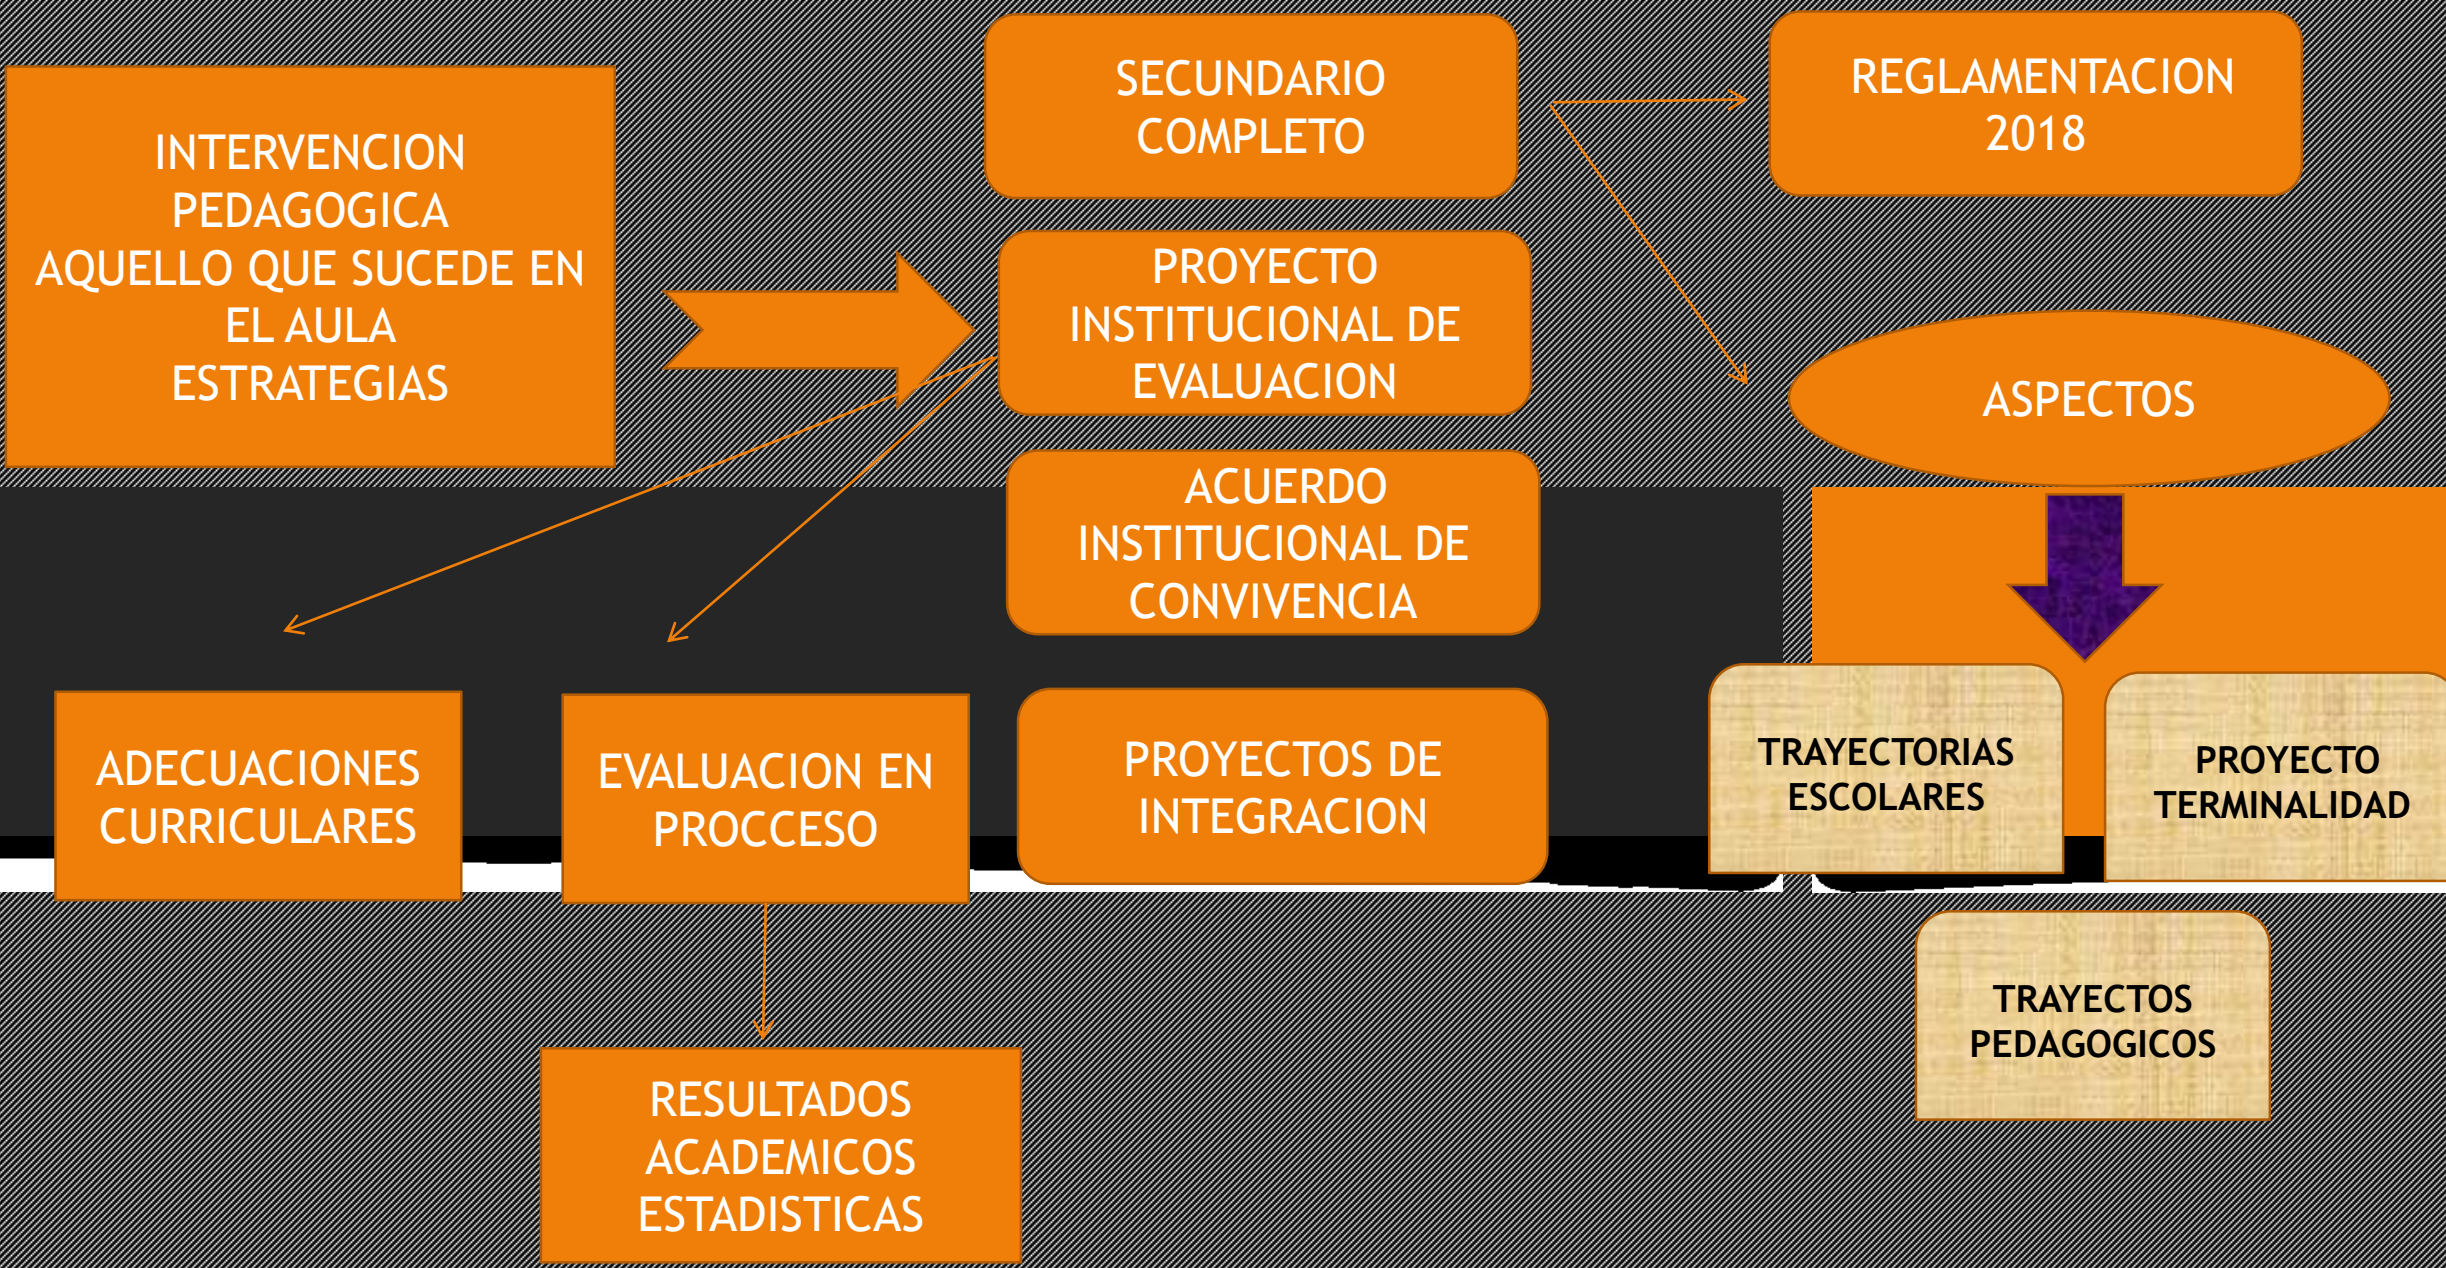 INTERVENCION
PEDAGOGICA
AQUELLO QUE SUCEDE EN
EL AULA
ESTRATEGIAS
SECUNDARIO
COMPLETO
REGLAMENTACION
2018
PROYECTO
INSTITUCIONAL DE
EVALUACION
ASPECTOS
ACUERDO
INSTITUCIONAL DE
CONVIVENCIA
ADECUACIONES
CURRICULARES
EVALUACION EN
PROCCESO
PROYECTOS DE
INTEGRACION
TRAYECTORIAS
ESCOLARES
PROYECTO
TERMINALIDAD
TRAYECTOS
PEDAGOGICOS
RESULTADOS
ACADEMICOS
ESTADISTICAS